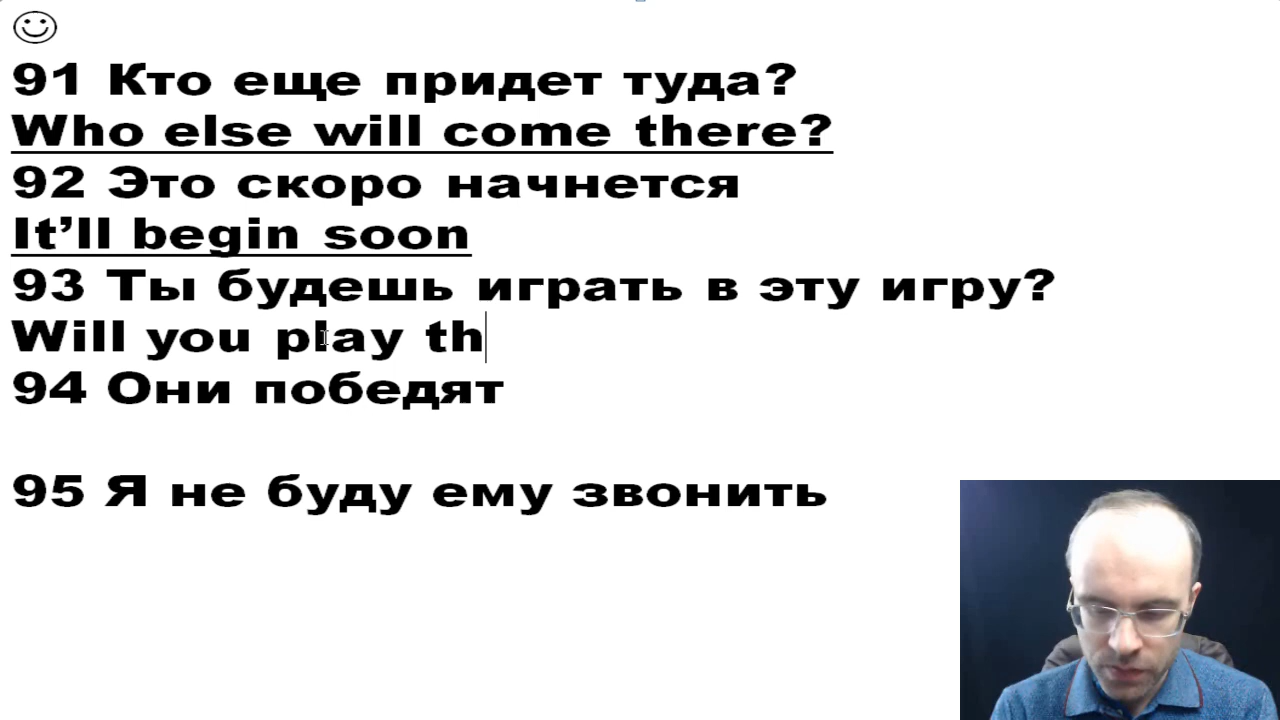 91 Кто еще придет туда?
Who else will come there?
92 Это скоро начнется
It’ll begin soon
93 Ты будешь играть в эту игру?
Will you play th
94 Они победят
95 Я не буду ему звонить